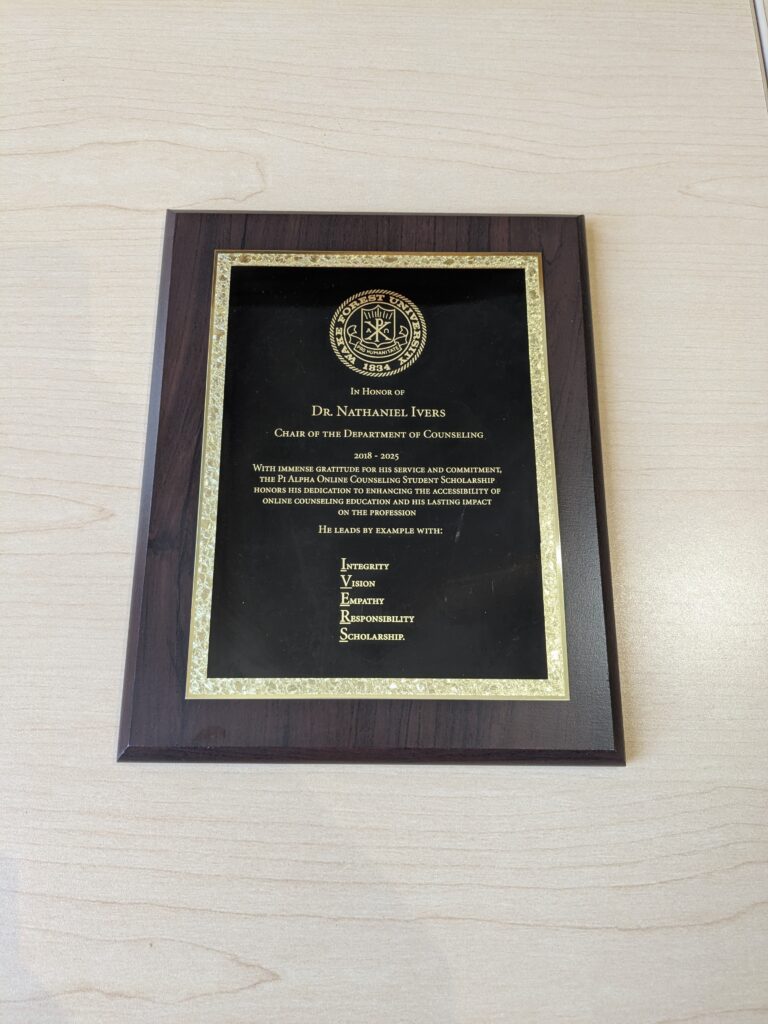 WAKE FOREST UNIVERSITY
Α Ω
PRO HUMANITATE
1834
IN HONOR OF
DR. NATHANIEL IVERS
CHAIR OF THE DEPARTMENT OF COUNSELING
2018 - 2025
WITH IMMENSE GRATITUDE FOR HIS SERVICE AND COMMITMENT,
THE PI ALPHA ONLINE COUNSELING STUDENT SCHOLARSHIP
HONORS HIS DEDICATION TO ENHANCING THE ACCESSIBILITY OF
ONLINE COUNSELING EDUCATION AND HIS LASTING IMPACT
ON THE PROFESSION
HE LEADS BY EXAMPLE WITH:
INTEGRITY
VISION
EMPATHY
RESPONSIBILITY
SCHOLARSHIP.